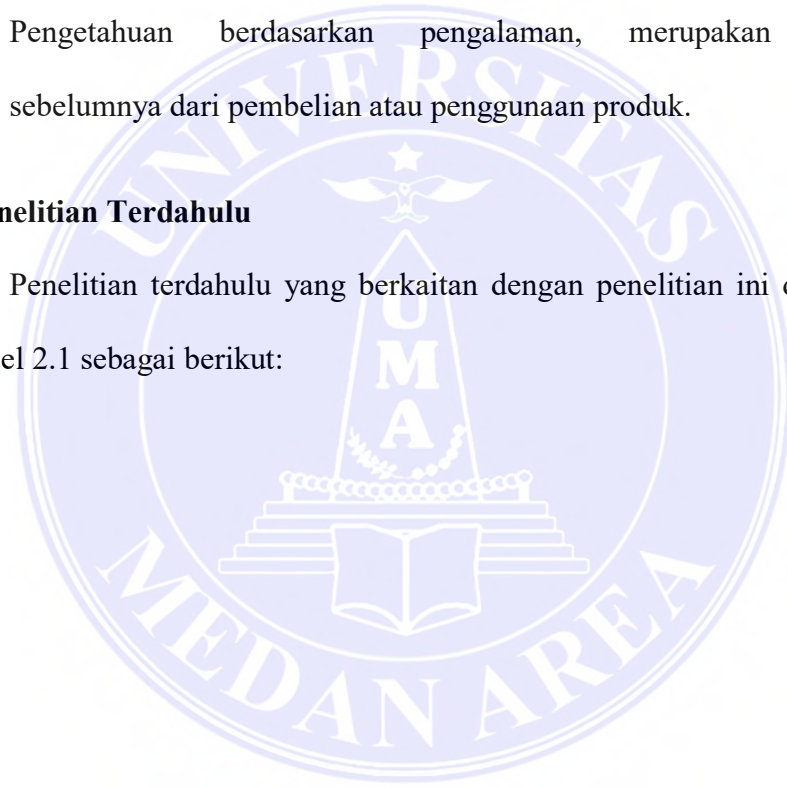 Pengetahuan berdasarkan pengalaman, merupakan
sebelumnya dari pembelian atau penggunaan produk.
nelitian Terdahulu
Penelitian terdahulu yang berkaitan dengan penelitian ini
el 2.1 sebagai berikut:
UNIVERSITAS
UMA
MEDAN AREA